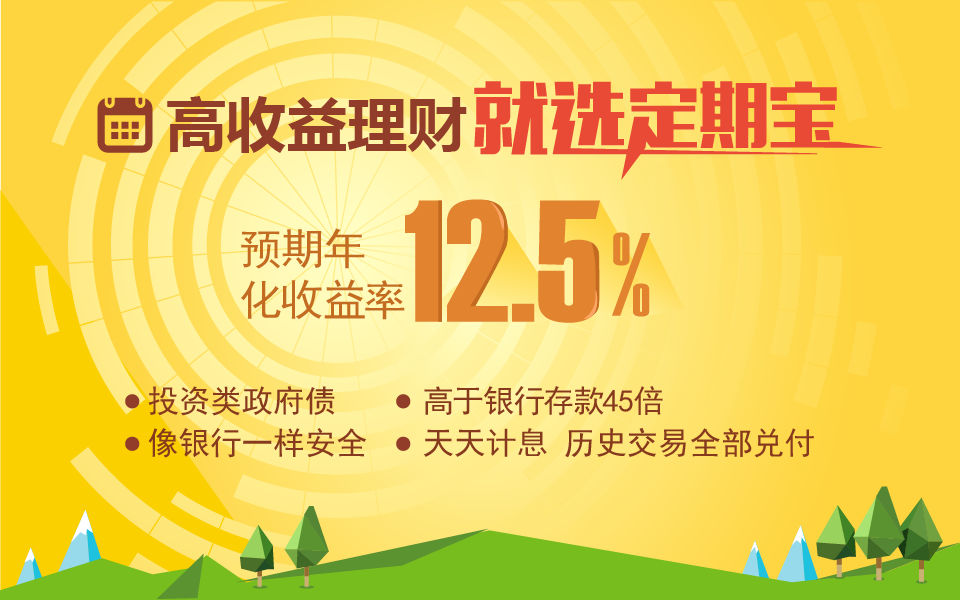 高收益理财就选定期宝
预期年
化收益率12.5%
●投资类政府债
●高于银行存款45倍
●像银行一样安全
●天天计息 历史交易全部兑付